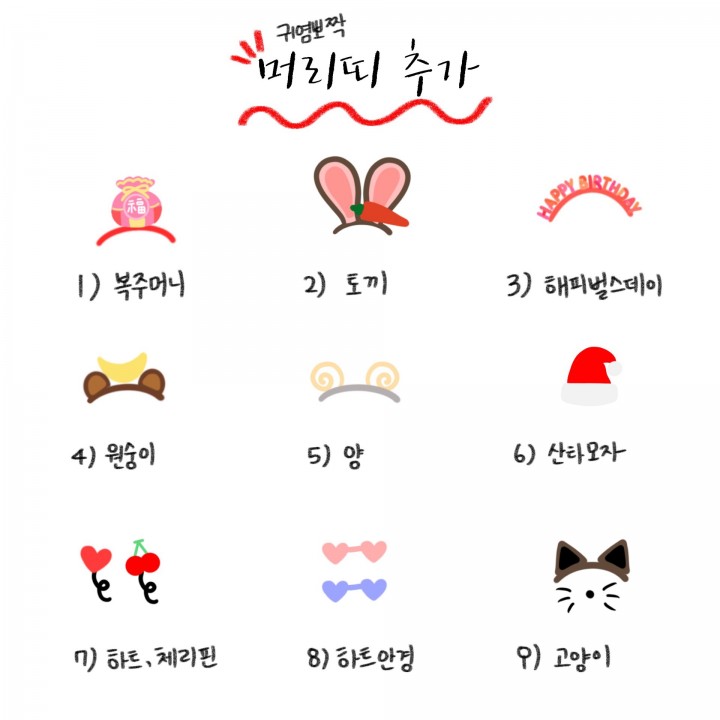 귀염뽀짝
머리띠 추가
福
HAPPY BIRTHDAY
1) 복주머니
2) 토끼
3) 해피벌스데이
4) 원숭이
5) 양
6) 산타모자
7) 하트, 체리핀
8) 하트안경
9) 고양이